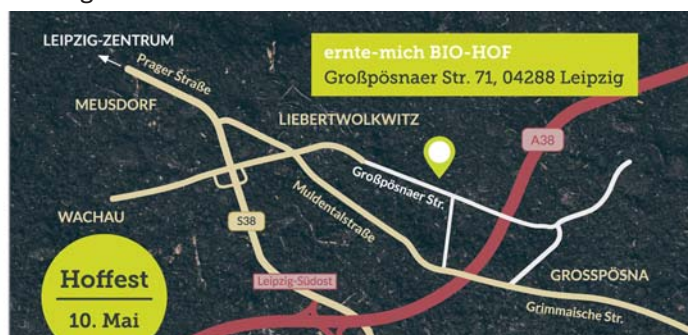 LEIPZIG-ZENTRUM
ernte-mich BIO-HOF
Großpösnaer Str. 71, 04288 Leipzig
Prager Straße
MEUSDORF
LIEBERTWOLKWITZ
A38
Großpösnaer Str.
Muldentalstraße
WACHAU
S38
Hoffest
10. Mai
Leipzig-Südost
GROSSPÖSNA
Grimmaische Str.